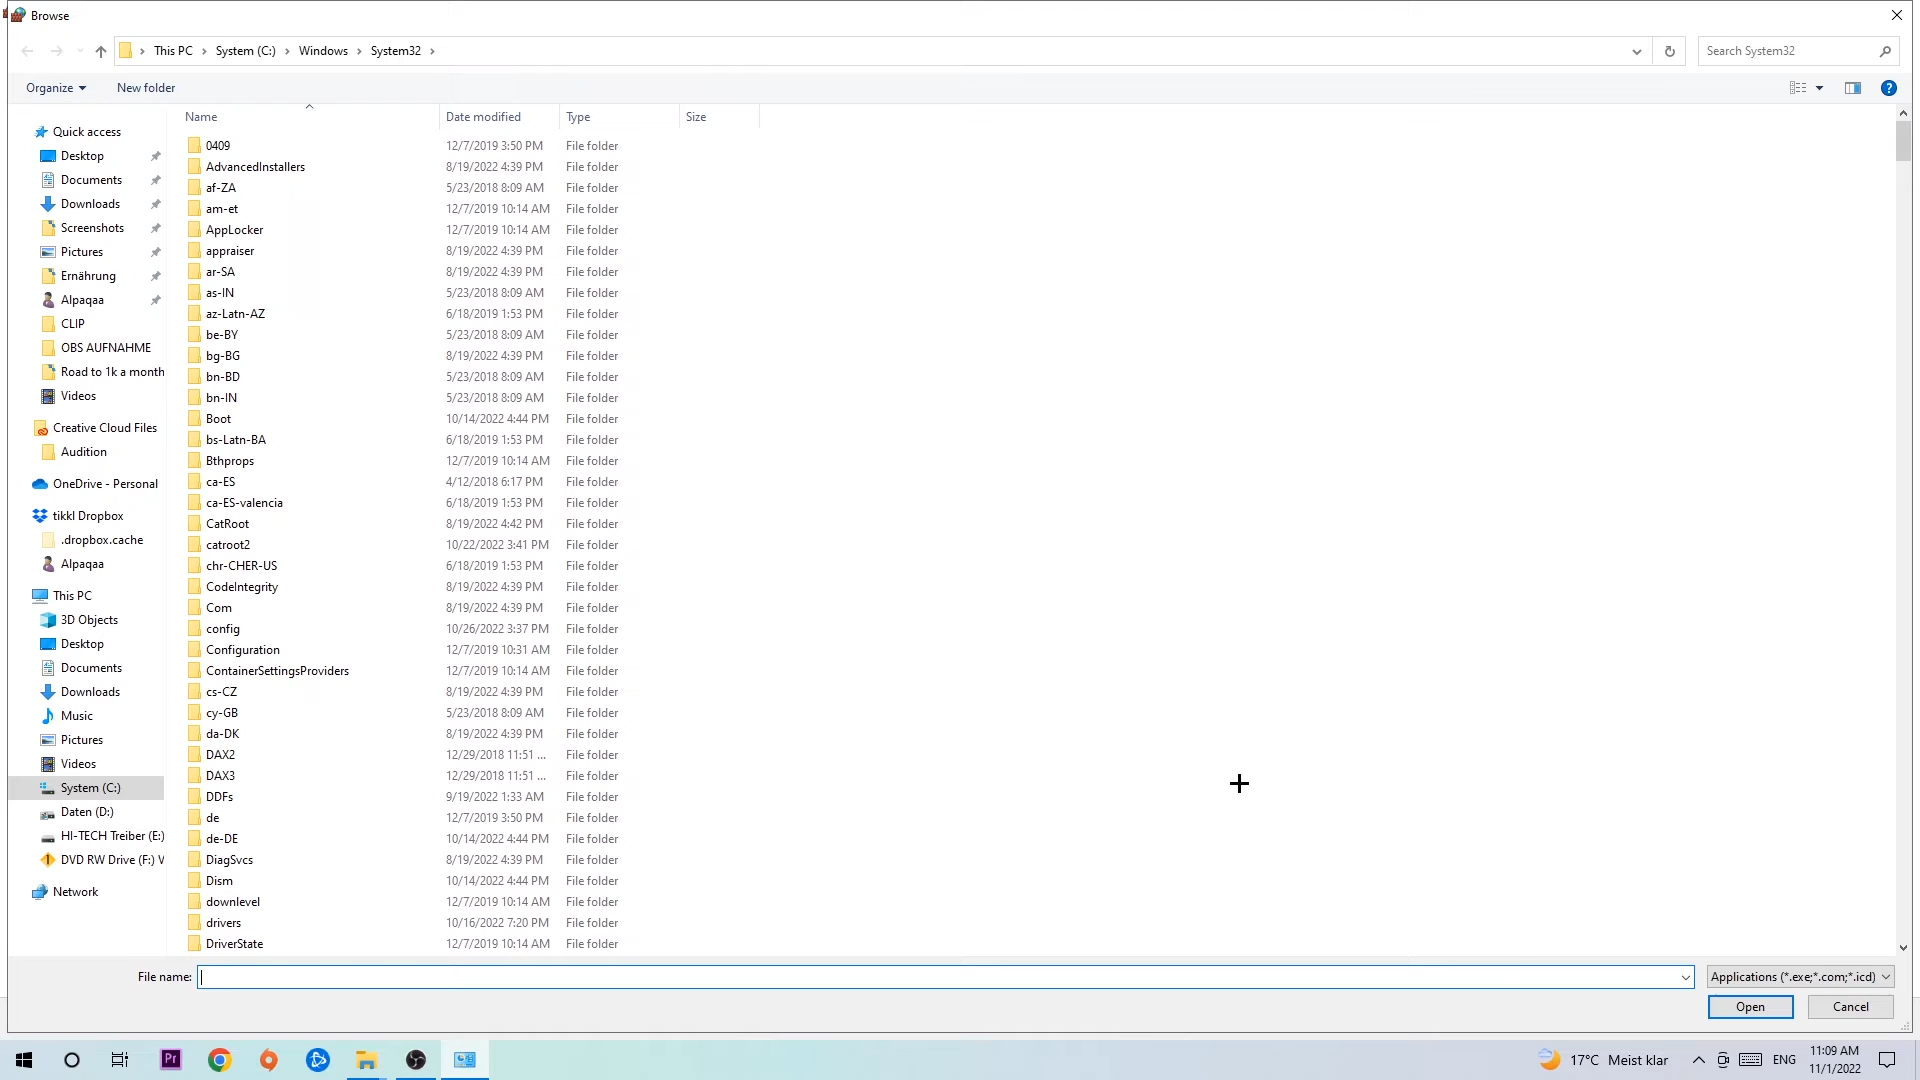 Browse
This PC > System (C:) > Windows > System32 >
Search System32
Organize
New folder
Name
Date modified
Type
Size
Quick access
Desktop
Documents
Downloads
Screenshots
Pictures
Ernährung
Alpaqaa
CLIP
OBS AUFNAHME
Road to 1k a month
Videos
Creative Cloud Files
Audition
OneDrive - Personal
tikkl Dropbox
.dropbox.cache
Alpaqaa
This PC
3D Objects
Desktop
Documents
Downloads
Music
Pictures
Videos
System (C:)
Daten (D:)
HI-TECH Treiber (E:)
DVD RW Drive (F:) V
Network
0409 12/7/2019 3:50 PM File folder
AdvancedInstallers 8/19/2022 4:39 PM File folder
af-ZA 5/23/2018 8:09 AM File folder
am-et 12/7/2019 10:14 AM File folder
AppLocker 12/7/2019 10:14 AM File folder
appraiser 8/19/2022 4:39 PM File folder
ar-SA 8/19/2022 4:39 PM File folder
as-IN 5/23/2018 8:09 AM File folder
az-Latn-AZ 6/18/2019 1:53 PM File folder
be-BY 5/23/2018 8:09 AM File folder
bg-BG 8/19/2022 4:39 PM File folder
bn-BD 5/23/2018 8:09 AM File folder
bn-IN 5/23/2018 8:09 AM File folder
Boot 10/14/2022 4:44 PM File folder
bs-Latn-BA 6/18/2019 1:53 PM File folder
Bthprops 12/7/2019 10:14 AM File folder
ca-ES 4/12/2018 6:17 PM File folder
ca-ES-valencia 6/18/2019 1:53 PM File folder
CatRoot 8/19/2022 4:42 PM File folder
catroot2 10/22/2022 3:41 PM File folder
chr-CHER-US 6/18/2019 1:53 PM File folder
CodeIntegrity 8/19/2022 4:39 PM File folder
Com 8/19/2022 4:39 PM File folder
config 10/26/2022 3:37 PM File folder
Configuration 12/7/2019 10:31 AM File folder
ContainerSettingsProviders 12/7/2019 10:14 AM File folder
cs-CZ 8/19/2022 4:39 PM File folder
cy-GB 5/23/2018 8:09 AM File folder
da-DK 8/19/2022 4:39 PM File folder
DAX2 12/29/2018 11:51 ... File folder
DAX3 12/29/2018 11:51 ... File folder
DDFs 9/19/2022 1:33 AM File folder
de 12/7/2019 3:50 PM File folder
de-DE 10/14/2022 4:44 PM File folder
DiagSvcs 8/19/2022 4:39 PM File folder
Dism 10/14/2022 4:44 PM File folder
downlevel 12/7/2019 10:14 AM File folder
drivers 10/16/2022 7:20 PM File folder
DriverState 12/7/2019 10:14 AM File folder
File name:
Applications (*.exe;*.com;*.icd)
Open
Cancel
Pr
17°C Meist klar
ENG
11:09 AM
11/1/2022